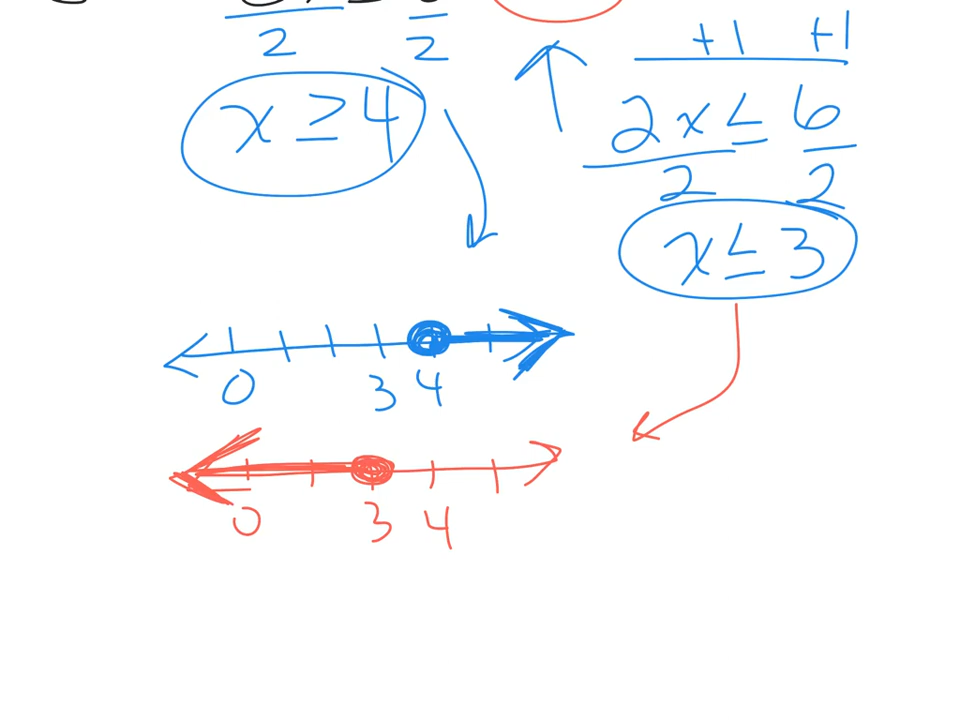 2 2
x ≥ 4
+1 +1
2x ≤ 6
2 2
x ≤ 3
0 3 4
0 3 4